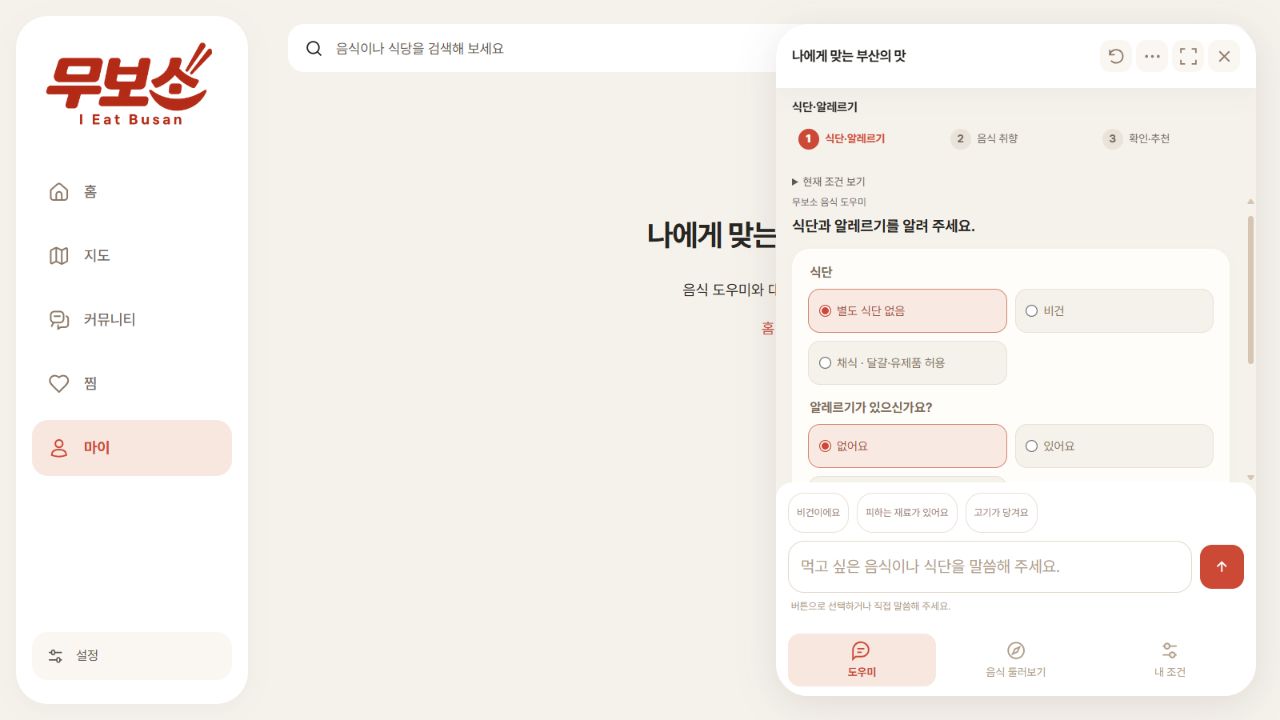 무보소
I Eat Busan
홈
지도
커뮤니티
찜
마이
설정
음식이나 식당을 검색해 보세요
나에게 맞는
음식 도우미와 대
홈
나에게 맞는 부산의 맛
식단·알레르기
1 식단·알레르기
2 음식 취향
3 확인·추천
▶ 현재 조건 보기
무보소 음식 도우미
식단과 알레르기를 알려 주세요.
식단
별도 식단 없음
비건
채식 · 달걀·유제품 허용
알레르기가 있으신가요?
없어요
있어요
비건이에요
피하는 재료가 있어요
고기가 당겨요
먹고 싶은 음식이나 식단을 말씀해 주세요.
버튼으로 선택하거나 직접 말씀해 주세요.
도우미
음식 둘러보기
내 조건